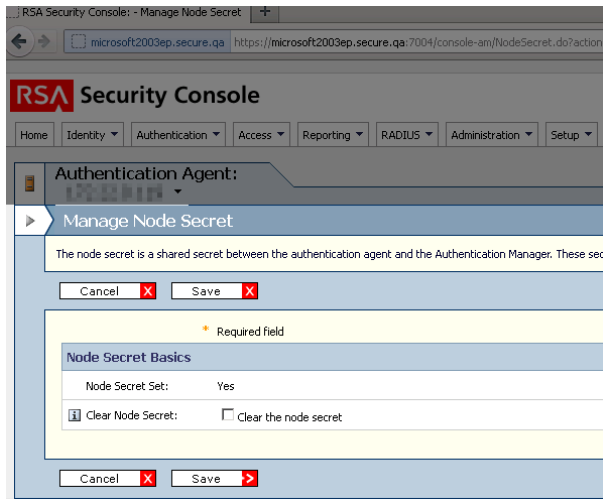 RSA Security Console: - Manage Node Secret
microsoft2003ep.secure.qa https://microsoft2003ep.secure.qa:7004/console-am/NodeSecret.do?action
RSA Security Console
Home Identity Authentication Access Reporting RADIUS Administration Setup
Authentication Agent:
Manage Node Secret
The node secret is a shared secret between the authentication agent and the Authentication Manager. These sec
Cancel X Save X
* Required field
Node Secret Basics
Node Secret Set: Yes
i Clear Node Secret: Clear the node secret
Cancel X Save